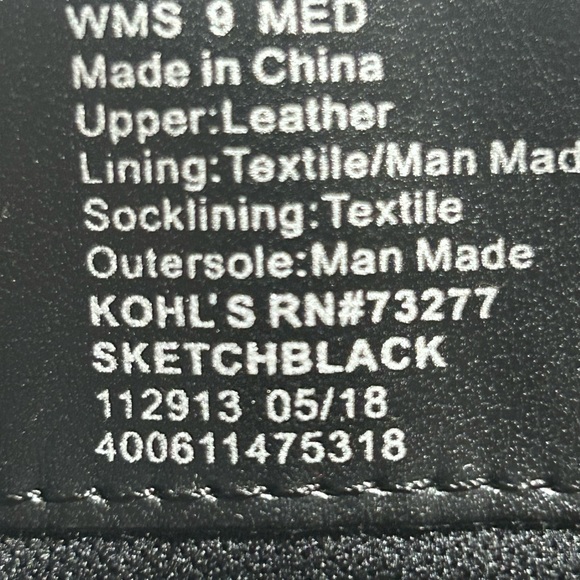 WMS 9 MED
Made in China
Upper:Leather
Lining:Textile/Man Mad
Socklining:Textile
Outersole:Man Made
KOHL'S RN#73277
SKETCHBLACK
112913 05/18
400611475318